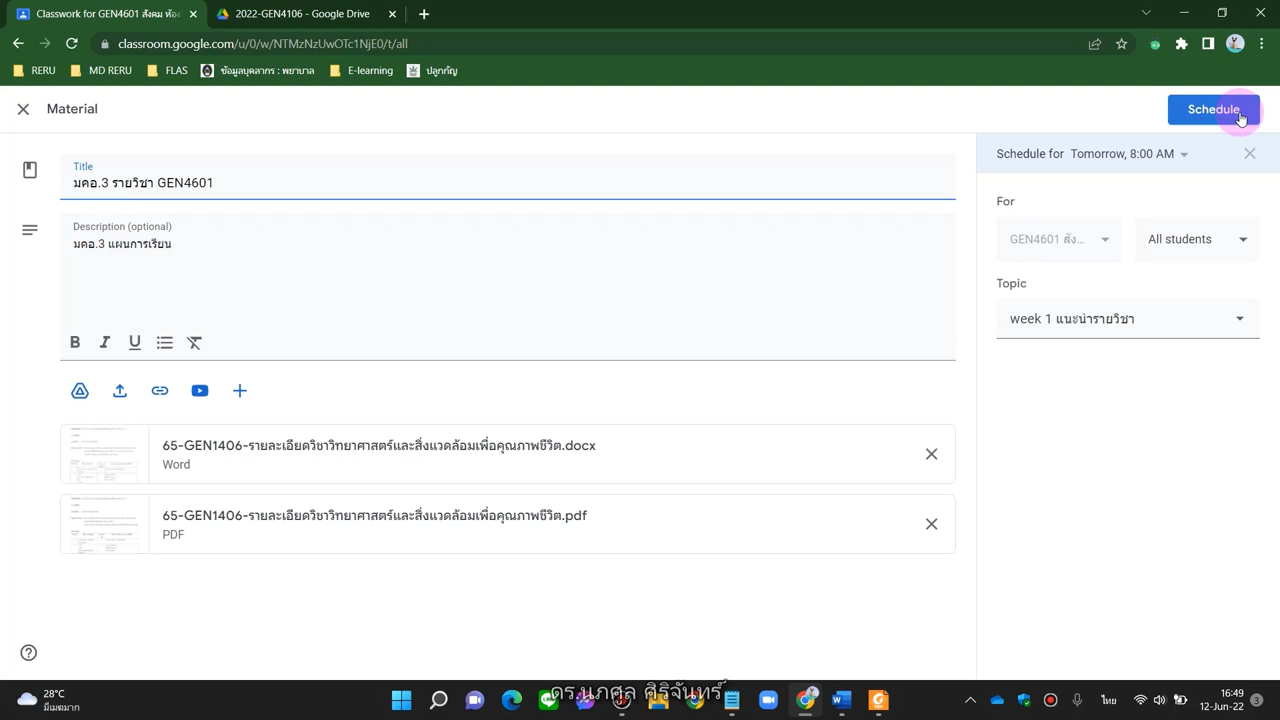 Classwork for GEN4601 สังคม ห้อง
2022-GEN4106 - Google Drive
classroom.google.com/u/0/w/NTMzNzUwOTc1NjE0/t/all
RERU
MD RERU
FLAS
ข้อมูลบุคลากร : พยาบาล
E-learning
ปลูกกัญ
Material
Schedule
Schedule for Tomorrow, 8:00 AM
Title
มคอ.3 รายวิชา GEN4601
Description (optional)
มคอ.3 แผนการเรียน
For
GEN4601 สัง...
All students
Topic
week 1 แนะนำรายวิชา
B I U
65-GEN1406-รายละเอียดวิชาวิทยาศาสตร์และสิ่งแวดล้อมเพื่อคุณภาพชีวิต.docx
Word
65-GEN1406-รายละเอียดวิชาวิทยาศาสตร์และสิ่งแวดล้อมเพื่อคุณภาพชีวิต.pdf
PDF
28°C
มีเมฆมาก
ดร.นภศูล ศิริจันทร์
ไทย
16:49
12-Jun-22
3